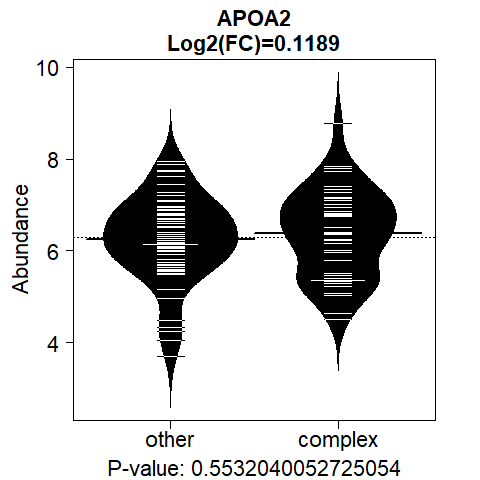 APOA2
Log2(FC)=0.1189
10
8
6
4
Abundance
other complex
P-value: 0.5532040052725054